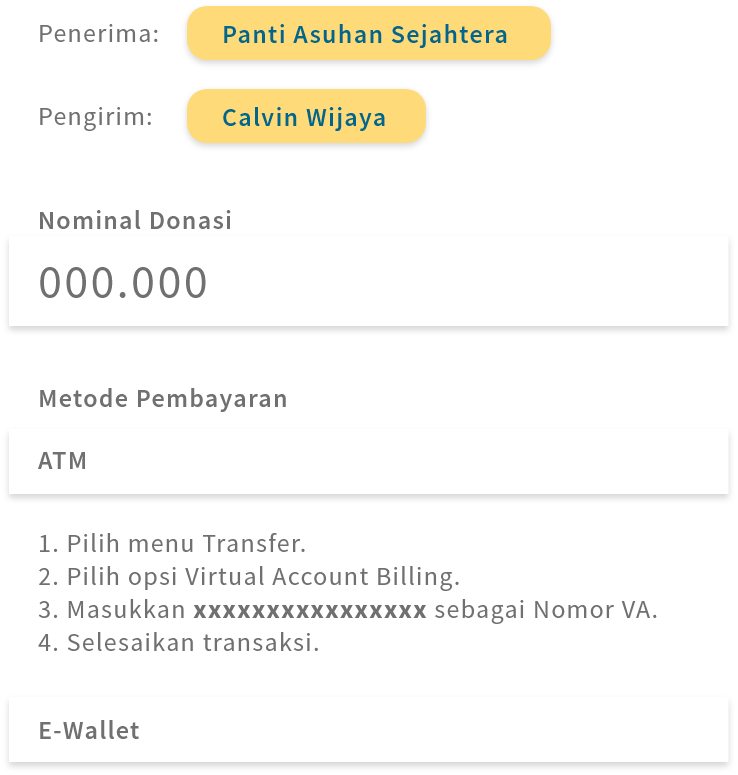 Penerima: Panti Asuhan Sejahtera
Pengirim: Calvin Wijaya
Nominal Donasi
000.000
Metode Pembayaran
ATM
1. Pilih menu Transfer.
2. Pilih opsi Virtual Account Billing.
3. Masukkan xxxxxxxxxxxxxxxx sebagai Nomor VA.
4. Selesaikan transaksi.
E-Wallet